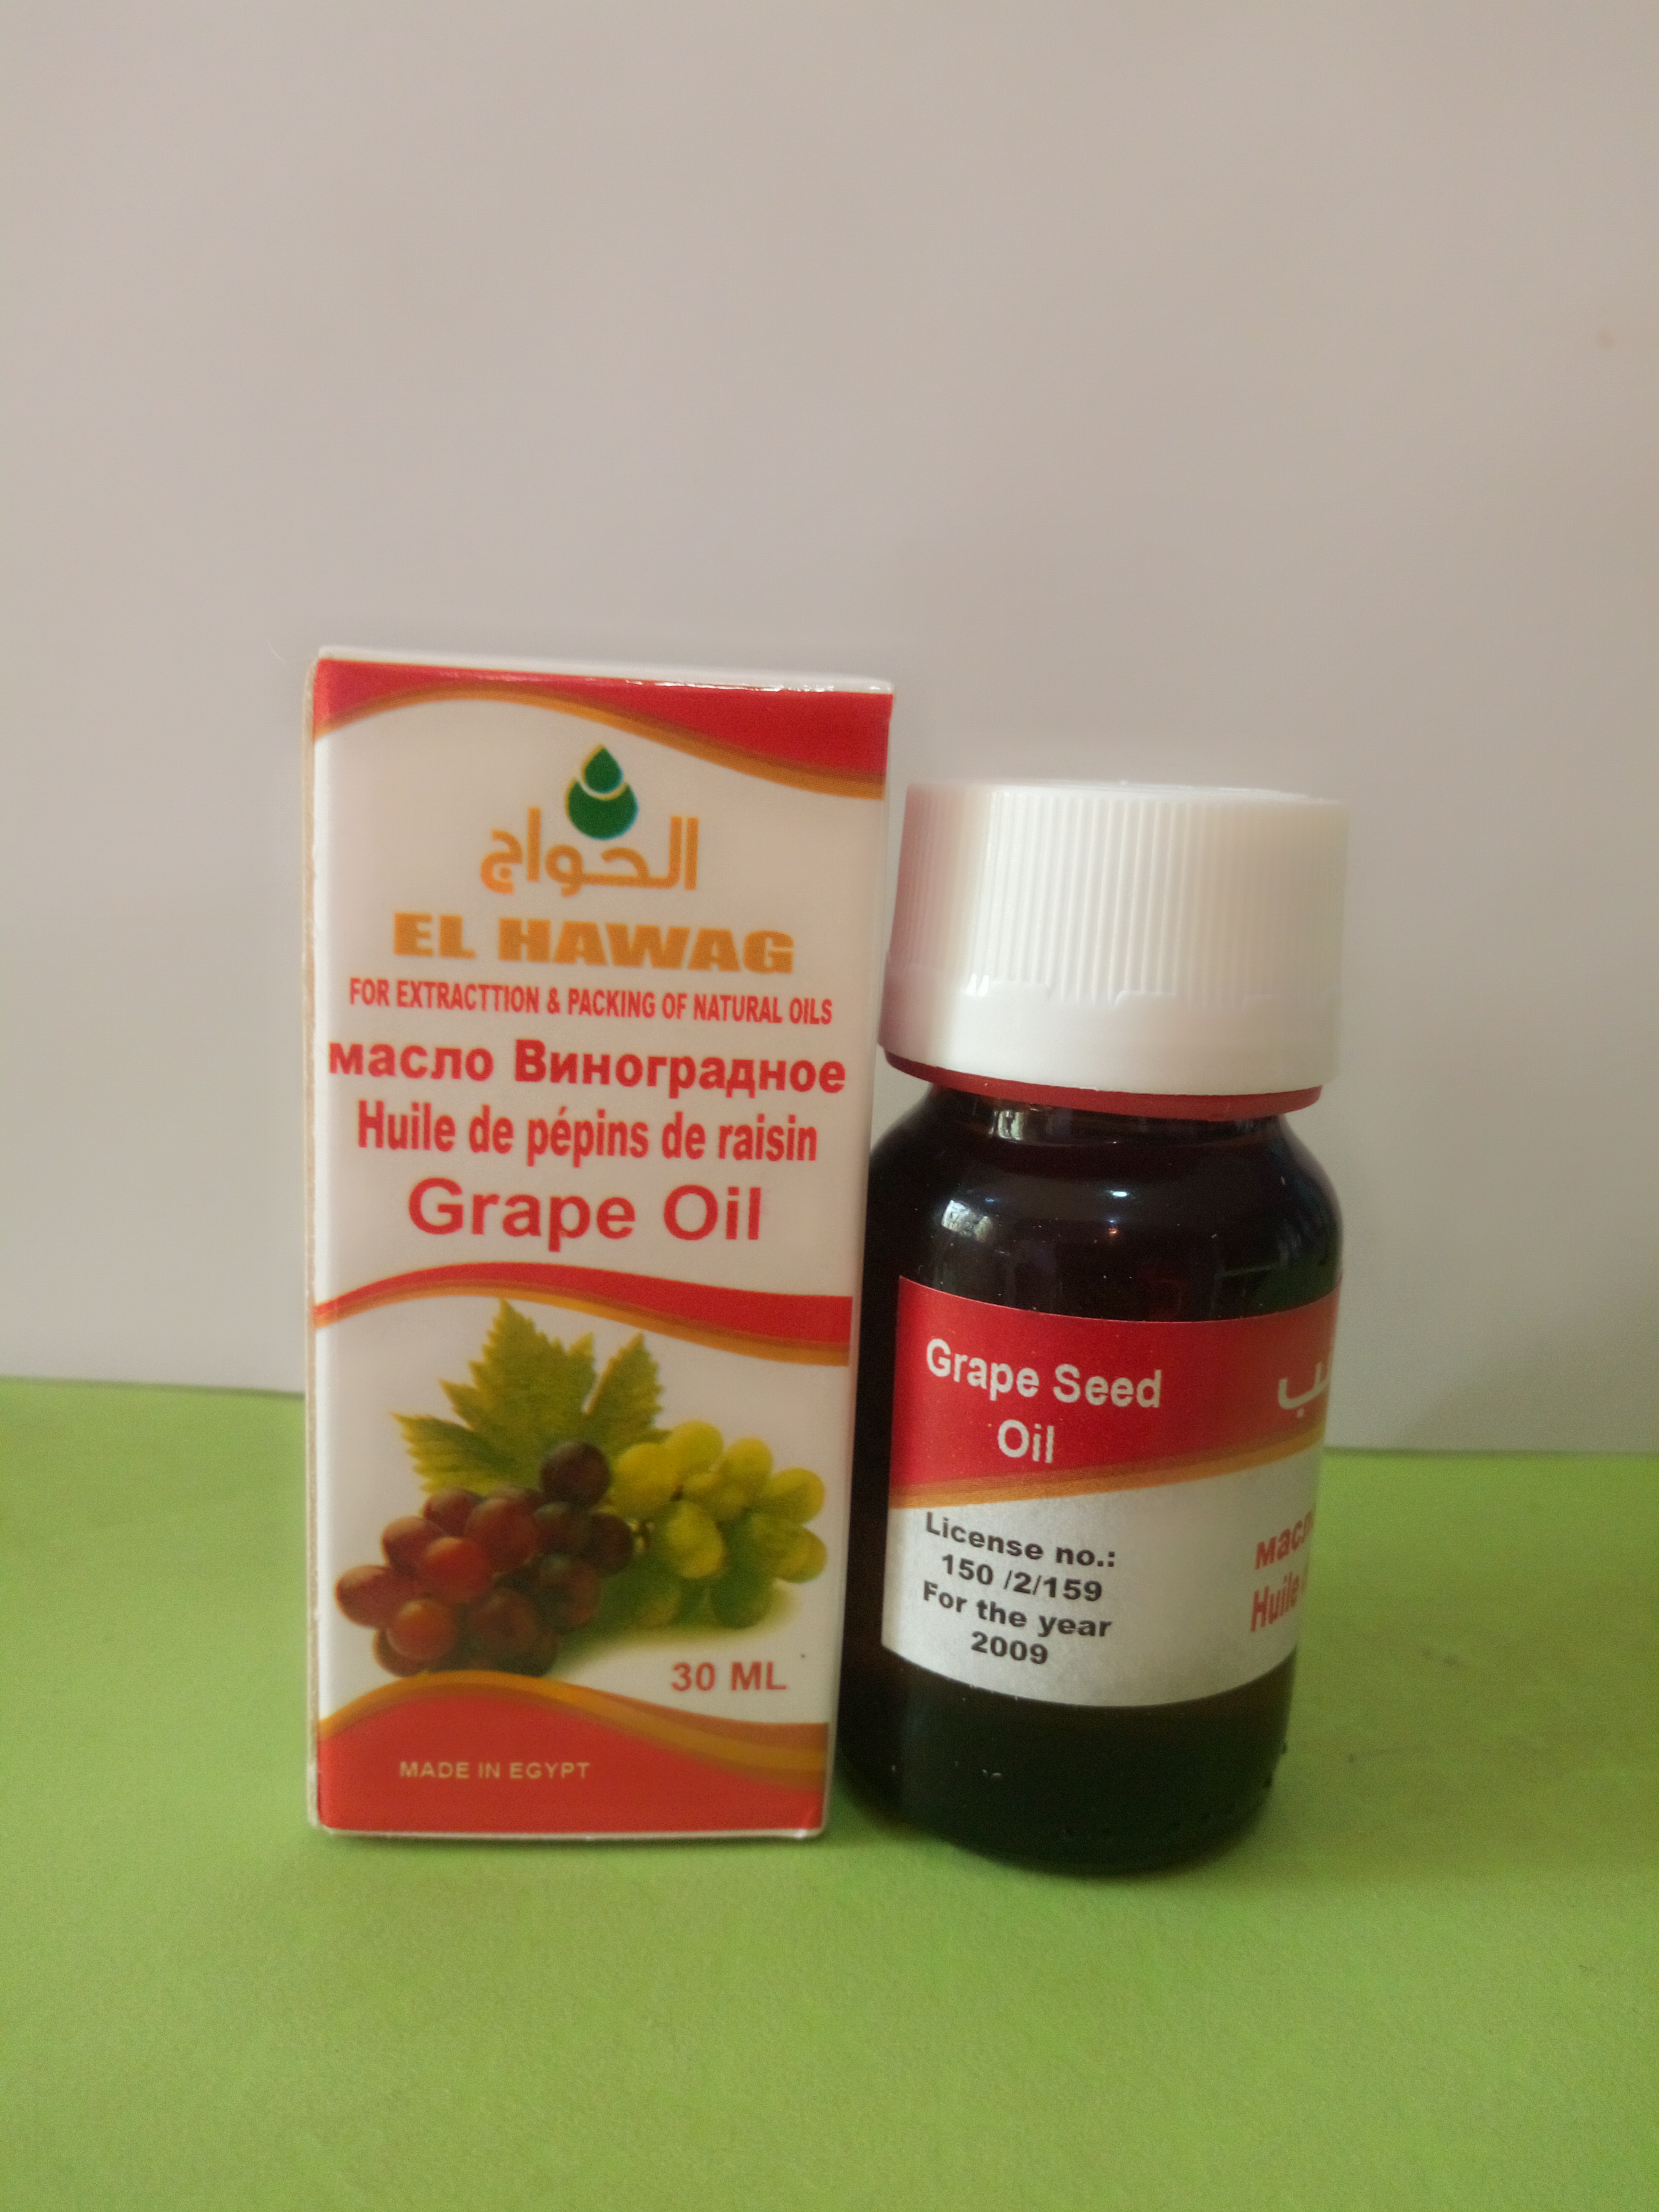 الحواج
EL HAWAG
FOR EXTRACTTION & PACKING OF NATURAL OILS
масло Виноградное
Huile de pépins de raisin
Grape Oil
30 ML
MADE IN EGYPT
Grape Seed
Oil
License no.:
150 /2/159
For the year
2009
Huile